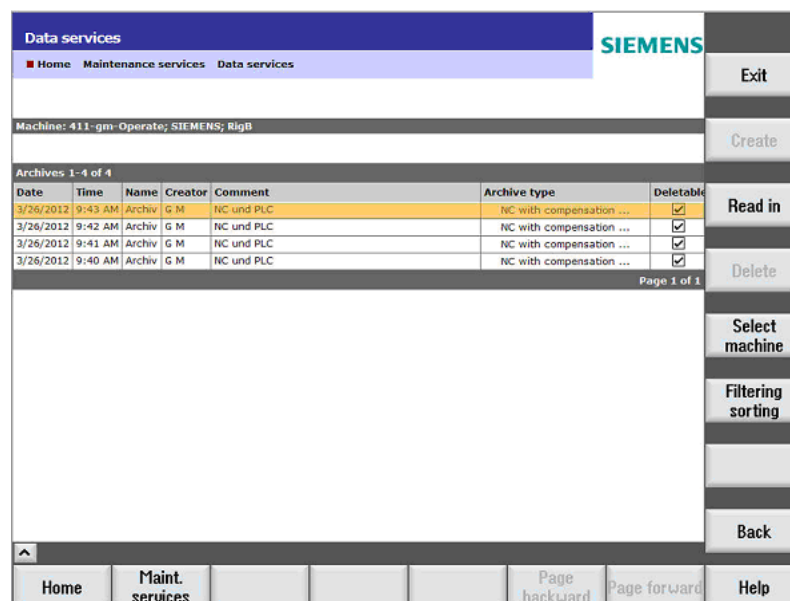 Data services
SIEMENS
Home Maintenance services Data services
Exit
Machine: 411-gm-Operate; SIEMENS; RigB
Create
Archives 1-4 of 4
Date Time Name Creator Comment Archive type Deletable
3/26/2012 9:43 AM Archiv G M NC und PLC NC with compensation ...
3/26/2012 9:42 AM Archiv G M NC und PLC NC with compensation ...
3/26/2012 9:41 AM Archiv G M NC und PLC NC with compensation ...
3/26/2012 9:40 AM Archiv G M NC und PLC NC with compensation ...
Page 1 of 1
Read in
Delete
Select
machine
Filtering
sorting
Back
Home
Maint.
services
Page
backward
Page forward
Help